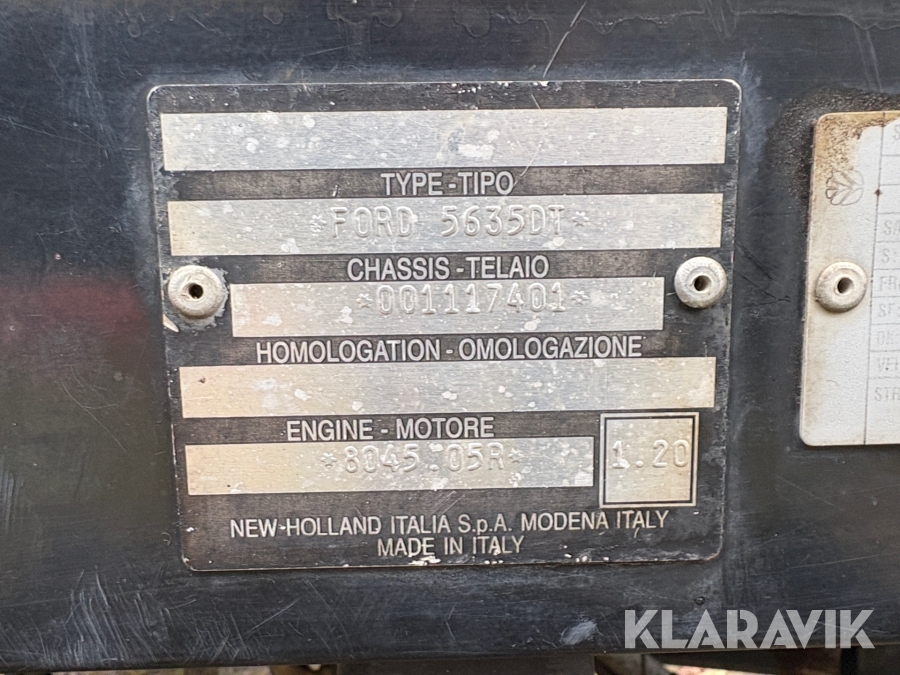 TYPE-TIPO
*FORD 5635DT*
CHASSIS-TELAIO
*001117401*
HOMOLOGATION-OMOLOGAZIONE
ENGINE - MOTORE
*8045.05R*
1.20
NEW-HOLLAND ITALIA S.p.A. MODENA ITALY
MADE IN ITALY
KLARAVIK